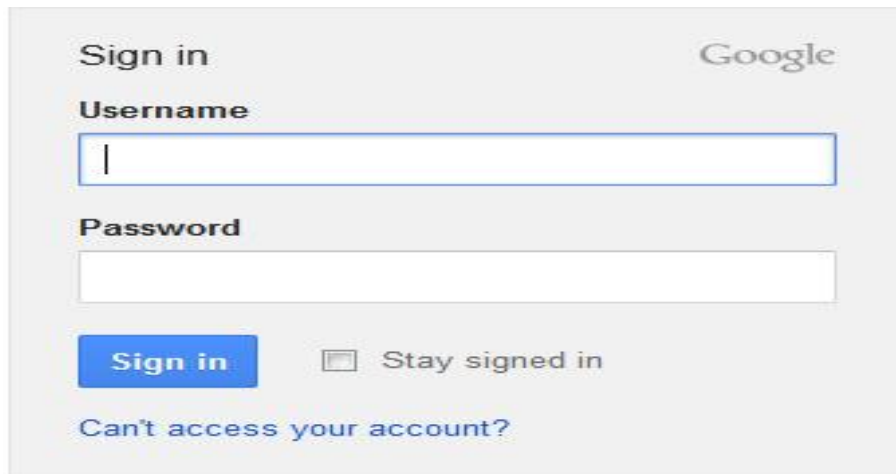 Sign in Google
Username
Password
Sign in Stay signed in
Can't access your account?